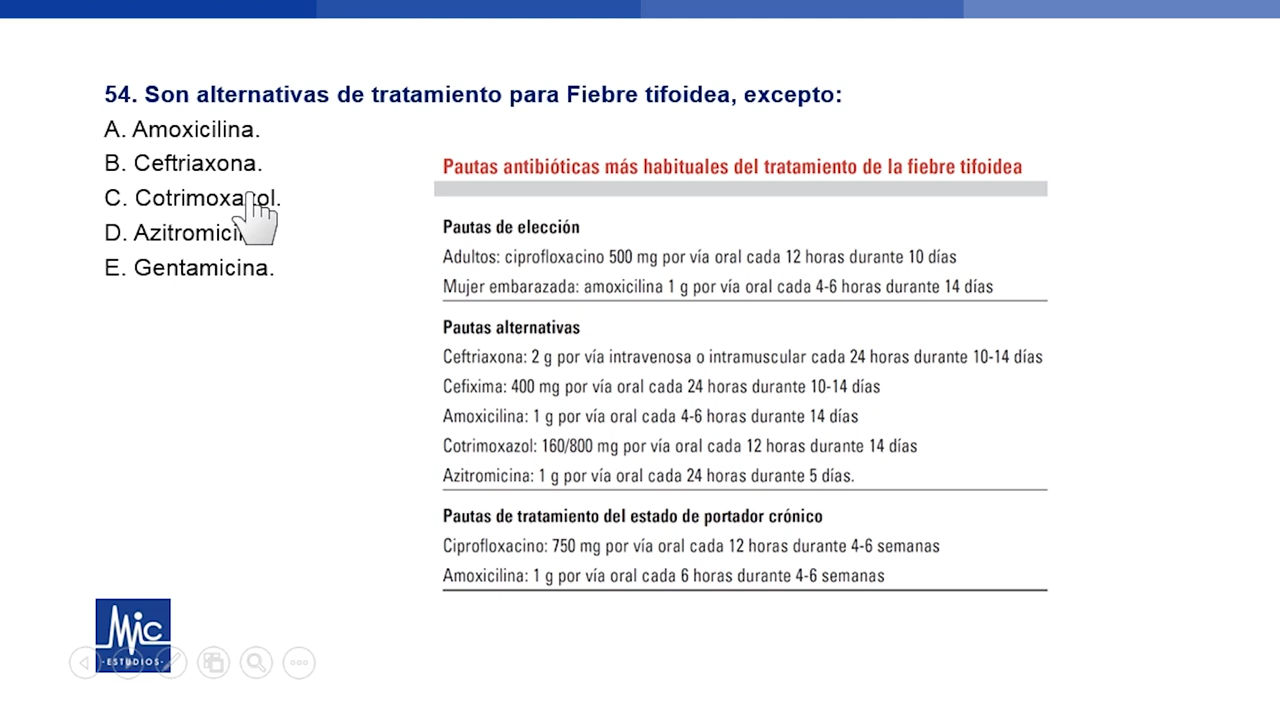 54. Son alternativas de tratamiento para Fiebre tifoidea, excepto:
A. Amoxicilina.
B. Ceftriaxona.
C. Cotrimoxazol.
D.
E. Gentamicina.
Pautas antibióticas más habituales del tratamiento de la fiebre tifoidea
Pautas de elección
Adultos: ciprofloxacino 500 mg por vía oral cada 12 horas durante 10 días
Mujer embarazada: amoxicilina 1 g por vía oral cada 4-6 horas durante 14 días
Pautas alternativas
Ceftriaxona: 2 g por vía intravenosa o intramuscular cada 24 horas durante 10-14 días
Cefixima: 400 mg por vía oral cada 24 horas durante 10-14 días
Amoxicilina: 1 g por vía oral cada 4-6 horas durante 14 días
Cotrimoxazol: 160/800 mg por vía oral cada 12 horas durante 14 días
Azitromicina: 1 g por vía oral cada 24 horas durante 5 días.
Pautas de tratamiento del estado de portador crónico
Ciprofloxacino: 750 mg por vía oral cada 12 horas durante 4-6 semanas
Amoxicilina: 1 g por vía oral cada 6 horas durante 4-6 semanas
Mic
-ESTUDIOS-